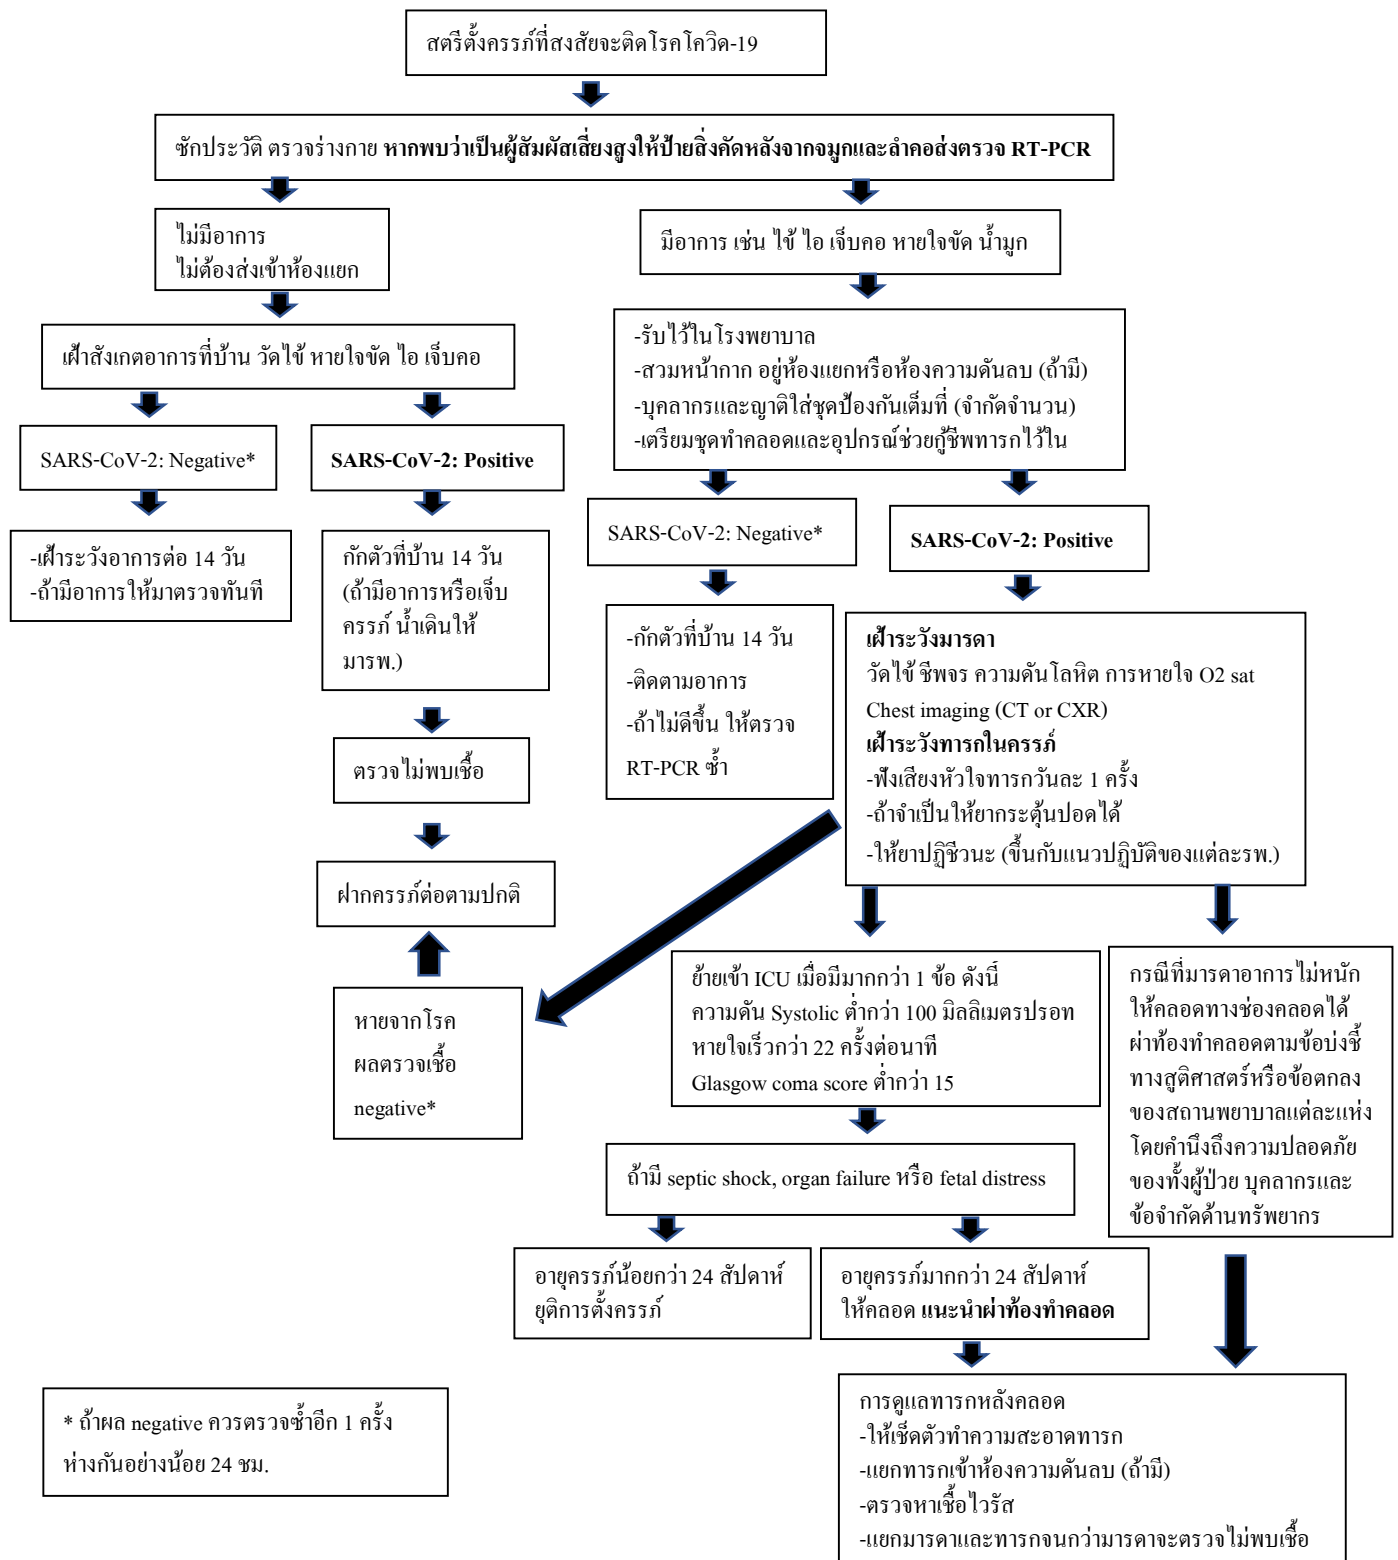 สตรีตั้งครรภ์ที่สงสัยจะติดโรคโควิด-19
ซักประวัติ ตรวจร่างกาย หากพบว่าเป็นผู้สัมผัสเสี่ยงสูงให้ป้ายสิ่งคัดหลังจากจมูกและลำคอส่งตรวจ RT-PCR
ไม่มีอาการ
ไม่ต้องส่งเข้าห้องแยก
มีอาการ เช่น ไข้ ไอ เจ็บคอ หายใจขัด น้ำมูก
เฝ้าสังเกตอาการที่บ้าน วัดไข้ หายใจขัด ไอ เจ็บคอ
-รับไว้ในโรงพยาบาล
-สวมหน้ากาก อยู่ห้องแยกหรือห้องความดันลบ (ถ้ามี)
-บุคลากรและญาติใส่ชุดป้องกันเต็มที่ (จำกัดจำนวน)
-เตรียมชุดทำคลอดและอุปกรณ์ช่วยกู้ชีพทารกไว้ใน
SARS-CoV-2: Negative*
SARS-CoV-2: Positive
SARS-CoV-2: Negative*
SARS-CoV-2: Positive
-เฝ้าระวังอาการต่อ 14 วัน
-ถ้ามีอาการให้มาตรวจทันที
กักตัวที่บ้าน 14 วัน
(ถ้ามีอาการหรือเจ็บ
ครรภ์ น้ำเดินให้
มารพ.)
-กักตัวที่บ้าน 14 วัน
-ติดตามอาการ
-ถ้าไม่ดีขึ้น ให้ตรวจ
RT-PCR ซ้ำ
เฝ้าระวังมารดา
วัดไข้ ชีพจร ความดันโลหิต การหายใจ O2 sat
Chest imaging (CT or CXR)
เฝ้าระวังทารกในครรภ์
-ฟังเสียงหัวใจทารกวันละ 1 ครั้ง
-ถ้าจำเป็นให้ยากระตุ้นปอดได้
-ให้ยาปฏิชีวนะ (ขึ้นกับแนวปฏิบัติของแต่ละรพ.)
ตรวจไม่พบเชื้อ
ฝากครรภ์ต่อตามปกติ
หายจากโรค
ผลตรวจเชื้อ
negative*
ย้ายเข้า ICU เมื่อมีมากกว่า 1 ข้อ ดังนี้
ความดัน Systolic ต่ำกว่า 100 มิลลิเมตรปรอท
หายใจเร็วกว่า 22 ครั้งต่อนาที
Glasgow coma score ต่ำกว่า 15
กรณีที่มารดาอาการไม่หนัก
ให้คลอดทางช่องคลอดได้
ผ่าท้องทำคลอดตามข้อบ่งชี้
ทางสูติศาสตร์หรือข้อตกลง
ของสถานพยาบาลแต่ละแห่ง
โดยคำนึงถึงความปลอดภัย
ของทั้งผู้ป่วย บุคลากรและ
ข้อจำกัดด้านทรัพยากร
ถ้ามี septic shock, organ failure หรือ fetal distress
อายุครรภ์น้อยกว่า 24 สัปดาห์
ยุติการตั้งครรภ์
อายุครรภ์มากกว่า 24 สัปดาห์
ให้คลอด แนะนำผ่าท้องทำคลอด
* ถ้าผล negative ควรตรวจซ้ำอีก 1 ครั้ง
ห่างกันอย่างน้อย 24 ชม.
การดูแลทารกหลังคลอด
-ให้เช็ดตัวทำความสะอาดทารก
-แยกทารกเข้าห้องความดันลบ (ถ้ามี)
-ตรวจหาเชื้อไวรัส
-แยกมารดาและทารกจนกว่ามารดาจะตรวจไม่พบเชื้อ